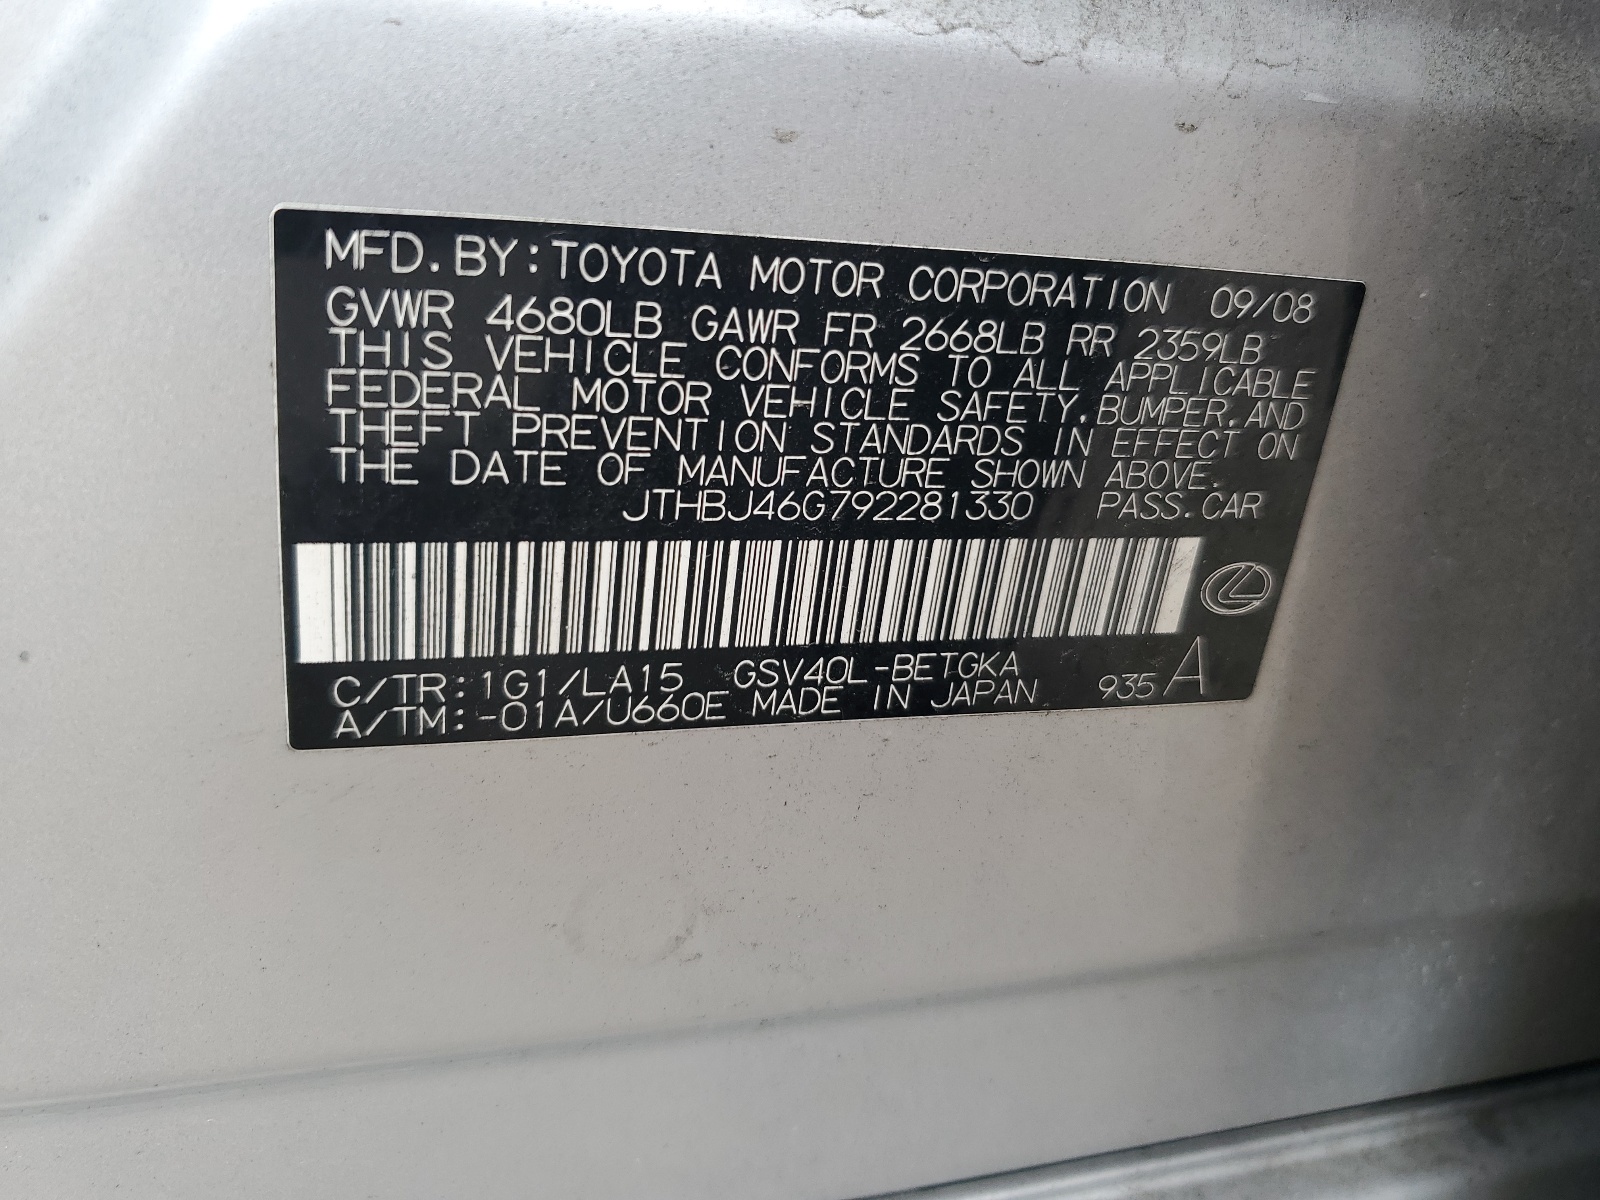 MFD. BY: TOYOTA MOTOR CORPORATION 09/08
GVWR 4680LB GAWR FR 2668LB RR 2359LB
THIS VEHICLE CONFORMS TO ALL APPLICABLE
FEDERAL MOTOR VEHICLE SAFETY, BUMPER, AND
THEFT PREVENTION STANDARDS IN EFFECT ON
THE DATE OF MANUFACTURE SHOWN ABOVE.
JTHBJ46G792281330 PASS. CAR
C/TR: 1G1/LA15 GSV40L-BETGKA
A/TM: -01A/U660E MADE IN JAPAN 935 A